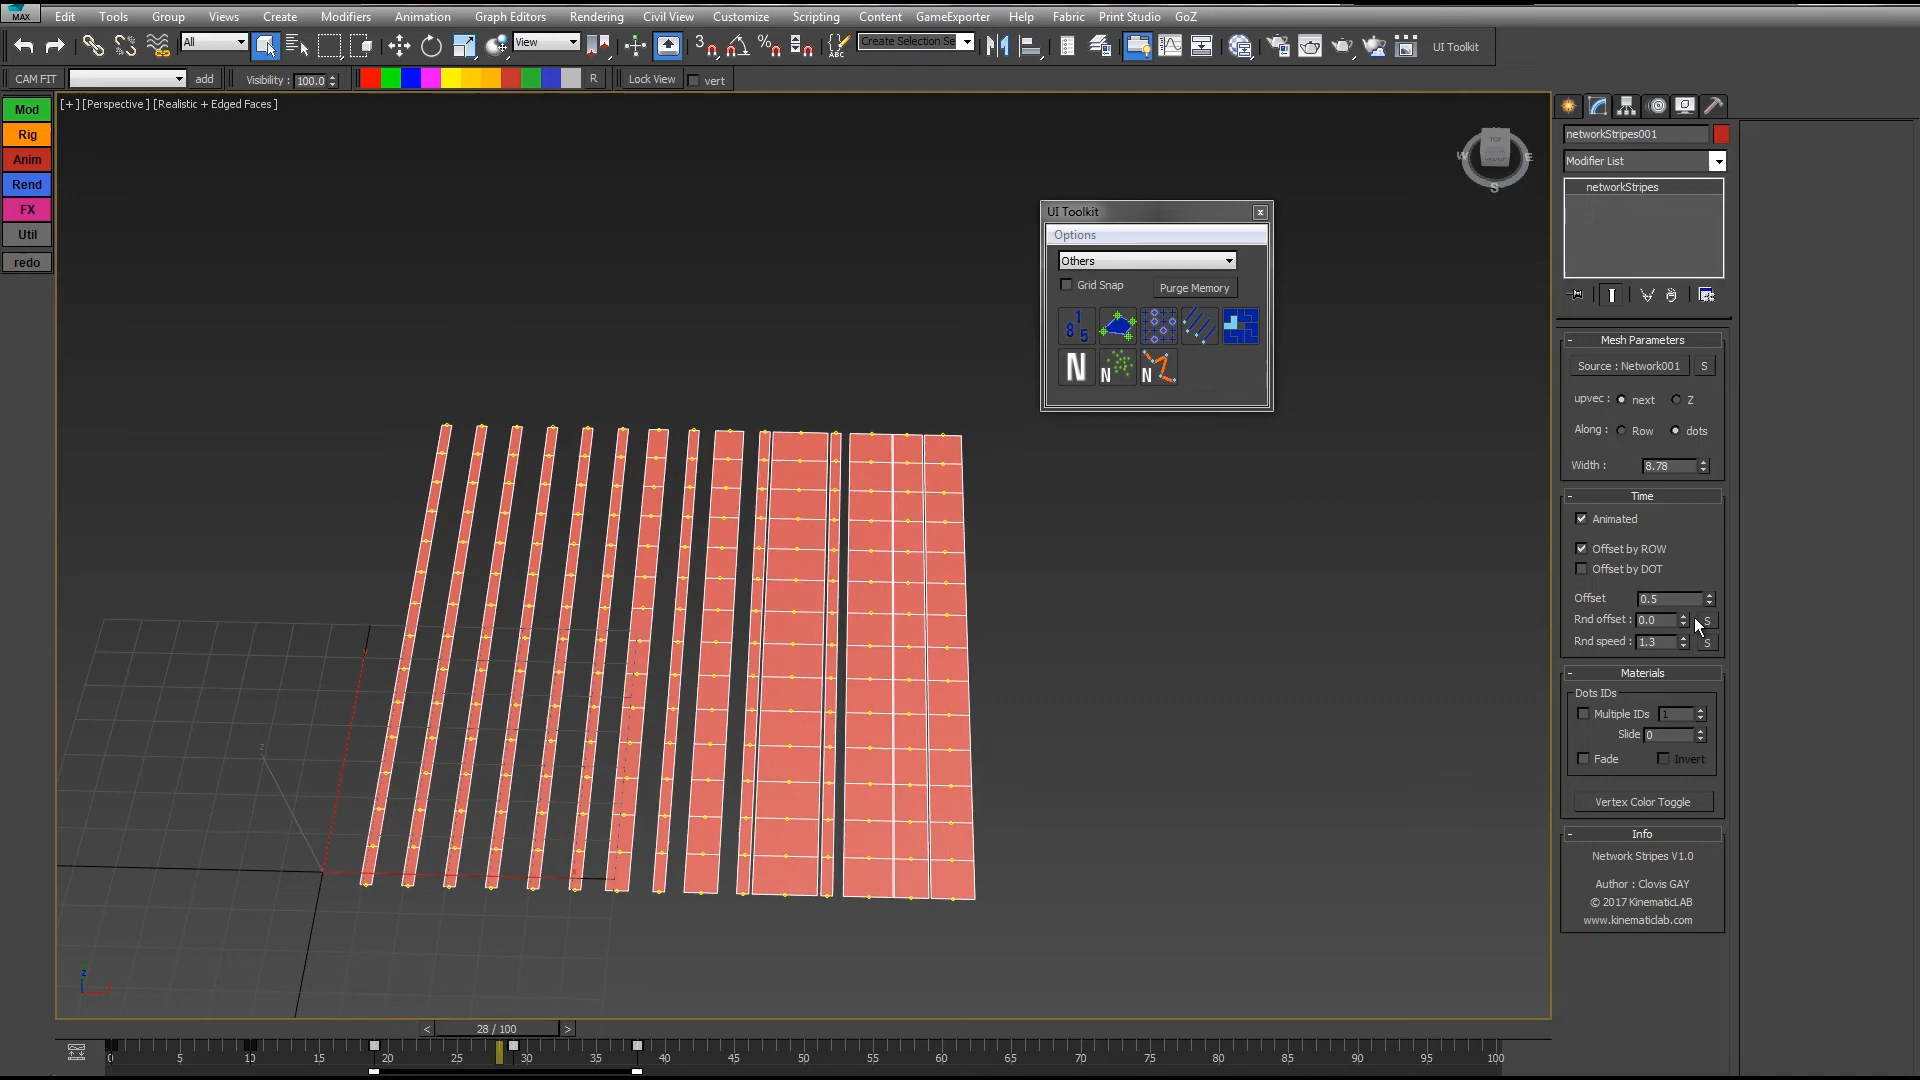 MAX Edit Tools Group Views Create Modifiers Animation Graph Editors Rendering Civil View Customize Scripting Content GameExporter Help Fabric Print Studio GoZ
All View 3 % ABC Create Selection Se UI Toolkit
CAM FIT add Visibility : 100.0 R Lock View vert
Mod
Rig
Anim
Rend
FX
Util
redo
[+] [Perspective] [Realistic + Edged Faces]
TOP
W E
S
UI Toolkit x
Options
Others
Grid Snap Purge Memory
1 8 5
N N N
z
x
z
networkStripes001
Modifier List
networkStripes
- Mesh Parameters
Source : Network001 S
upvec : next Z
Along : Row dots
Width : 8.78
- Time
Animated
Offset by ROW
Offset by DOT
Offset 0.5
Rnd offset : 0.0 S
Rnd speed : 1.3 S
- Materials
Dots IDs
Multiple IDs 1
Slide 0
Fade Invert
Vertex Color Toggle
- Info
Network Stripes V1.0
Author : Clovis GAY
© 2017 KinematicLAB
www.kinematiclab.com
< 28 / 100 >
0 5 10 15 20 25 30 35 40 45 50 55 60 65 70 75 80 85 90 95 100